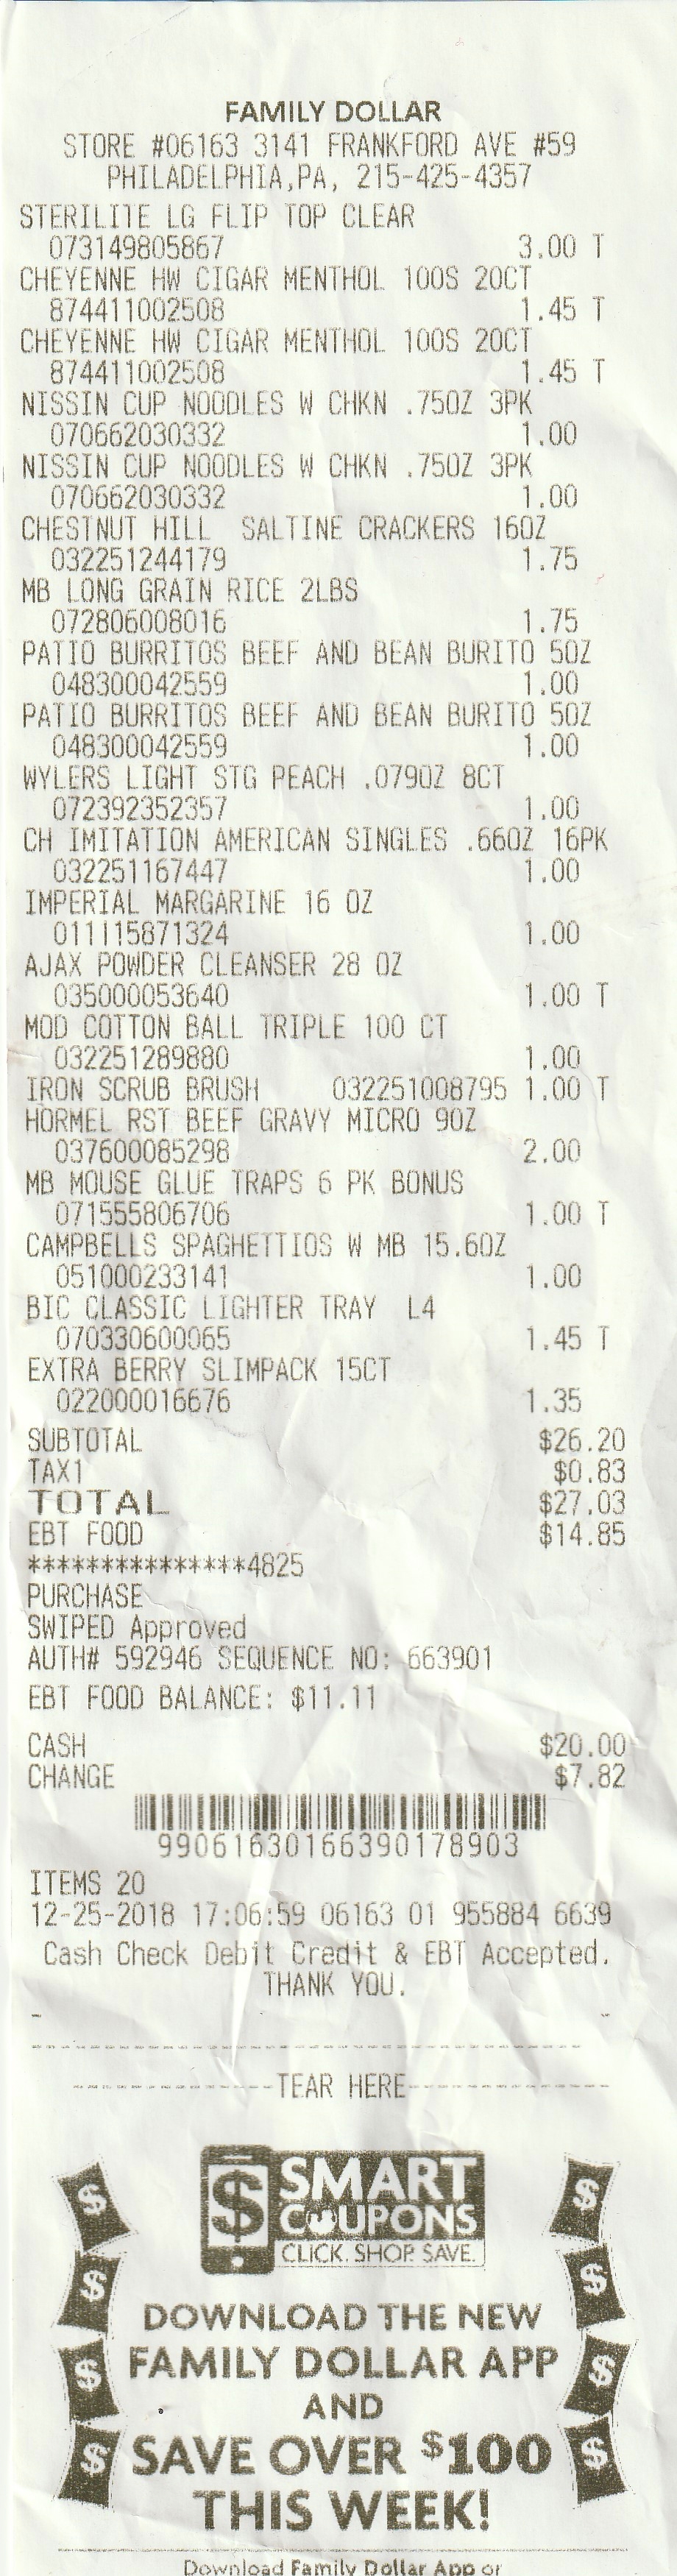 FAMILY DOLLAR
STORE #06163 3141 FRANKFORD AVE #59
PHILADELPHIA,PA, 215-425-4357
STERILITE LG FLIP TOP CLEAR
073149805867 3.00 T
CHEYENNE HW CIGAR MENTHOL 100S 20CT
874411002508 1.45 T
CHEYENNE HW CIGAR MENTHOL 100S 20CT
874411002508 1.45 T
NISSIN CUP NOODLES W CHKN .75OZ 3PK
070662030332 1.00
NISSIN CUP NOODLES W CHKN .75OZ 3PK
070662030332 1.00
CHESTNUT HILL SALTINE CRACKERS 16OZ
032251244179 1.75
MB LONG GRAIN RICE 2LBS
072806008016 1.75
PATIO BURRITOS BEEF AND BEAN BURITO 5OZ
048300042559 1.00
PATIO BURRITOS BEEF AND BEAN BURITO 5OZ
048300042559 1.00
WYLERS LIGHT STG PEACH .079OZ 8CT
072392352357 1.00
CH IMITATION AMERICAN SINGLES .66OZ 16PK
032251167447 1.00
IMPERIAL MARGARINE 16 OZ
011115871324 1.00
AJAX POWDER CLEANSER 28 OZ
035000053640 1.00 T
MOD COTTON BALL TRIPLE 100 CT
032251289880 1.00
IRON SCRUB BRUSH 032251008795 1.00 T
HORMEL RST BEEF GRAVY MICRO 9OZ
037600085298 2.00
MB MOUSE GLUE TRAPS 6 PK BONUS
071555806706 1.00 T
CAMPBELLS SPAGHETTIOS W MB 15.6OZ
051000233141 1.00
BIC CLASSIC LIGHTER TRAY L4
070330600065 1.45 T
EXTRA BERRY SLIMPACK 15CT
022000016676 1.35
SUBTOTAL $26.20
TAX1 $0.83
TOTAL $27.03
EBT FOOD $14.85
***************4825
PURCHASE
SWIPED Approved
AUTH# 592946 SEQUENCE NO: 663901
EBT FOOD BALANCE: $11.11
CASH $20.00
CHANGE $7.82
99061630166390178903
ITEMS 20
12-25-2018 17:06:59 06163 01 955884 6639
Cash Check Debit Credit & EBT Accepted.
THANK YOU.
TEAR HERE
SMART
COUPONS
CLICK. SHOP. SAVE.
DOWNLOAD THE NEW
FAMILY DOLLAR APP
AND
SAVE OVER $100
THIS WEEK!
Download Family Dollar App or